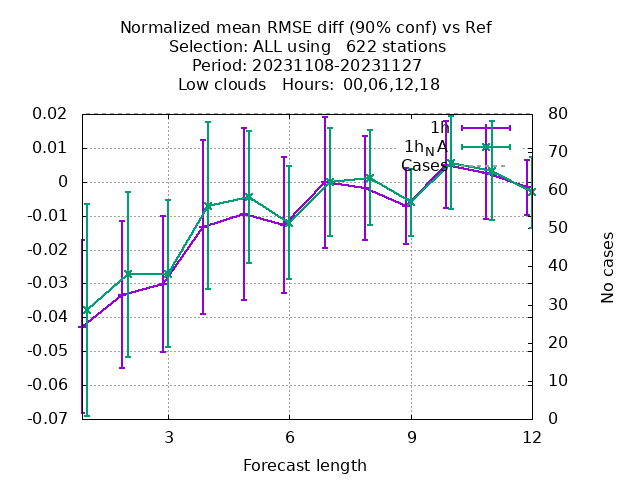 Normalized mean RMSE diff (90% conf) vs Ref
Selection: ALL using   622 stations
Period: 20231108-20231127
Low clouds   Hours:  00,06,12,18
0.02
0.01
0
-0.01
-0.02
-0.03
-0.04
-0.05
-0.06
-0.07
80
70
60
50
40
30
20
10
0
1h
1hNA
Cases
No cases
3
6
9
12
Forecast length